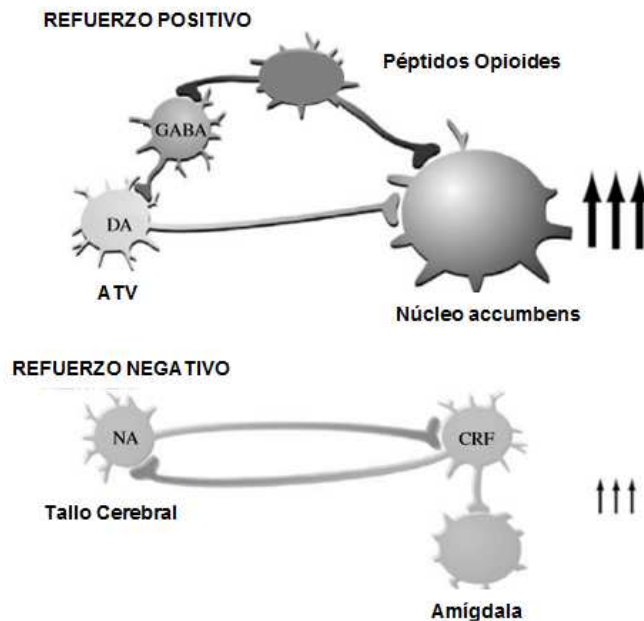 REFUERZO POSITIVO
Péptidos Opioides
GABA
DA
ATV
Núcleo accumbens
REFUERZO NEGATIVO
NA
CRF
Tallo Cerebral
Amígdala